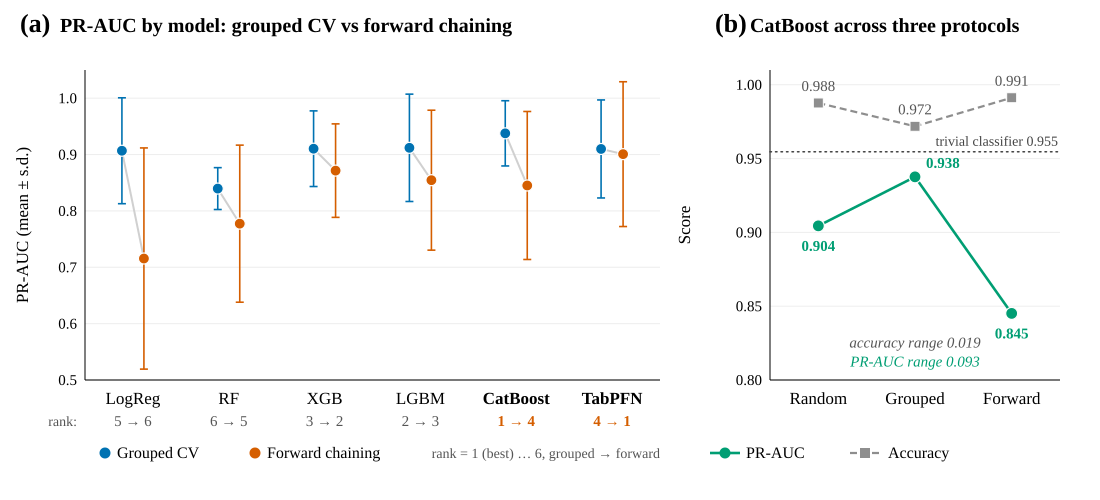 (a) PR-AUC by model: grouped CV vs forward chaining
PR-AUC (mean ± s.d.)
1.0
0.9
0.8
0.7
0.6
0.5
LogReg RF XGB LGBM CatBoost TabPFN
rank: 5 → 6 6 → 5 3 → 2 2 → 3 1 → 4 4 → 1
Grouped CV Forward chaining rank = 1 (best) … 6, grouped → forward
(b) CatBoost across three protocols
Score
1.00
0.95
0.90
0.85
0.80
0.988
0.972
0.991
trivial classifier 0.955
0.938
0.904
0.845
accuracy range 0.019
PR-AUC range 0.093
Random Grouped Forward
PR-AUC Accuracy